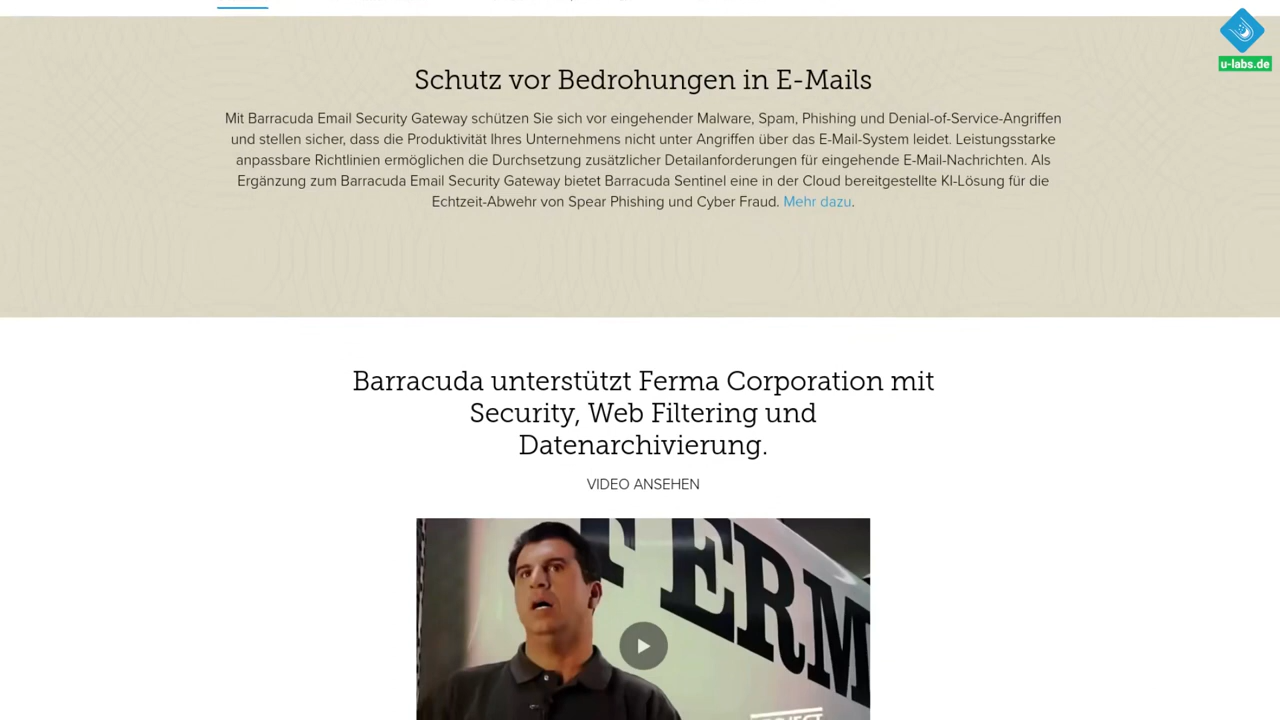 u-labs.de
Schutz vor Bedrohungen in E-Mails
Mit Barracuda Email Security Gateway schützen Sie sich vor eingehender Malware, Spam, Phishing und Denial-of-Service-Angriffen
und stellen sicher, dass die Produktivität Ihres Unternehmens nicht unter Angriffen über das E-Mail-System leidet. Leistungsstarke
anpassbare Richtlinien ermöglichen die Durchsetzung zusätzlicher Detailanforderungen für eingehende E-Mail-Nachrichten. Als
Ergänzung zum Barracuda Email Security Gateway bietet Barracuda Sentinel eine in der Cloud bereitgestellte KI-Lösung für die
Echtzeit-Abwehr von Spear Phishing und Cyber Fraud. Mehr dazu.
Barracuda unterstützt Ferma Corporation mit
Security, Web Filtering und
Datenarchivierung.
VIDEO ANSEHEN
FERM